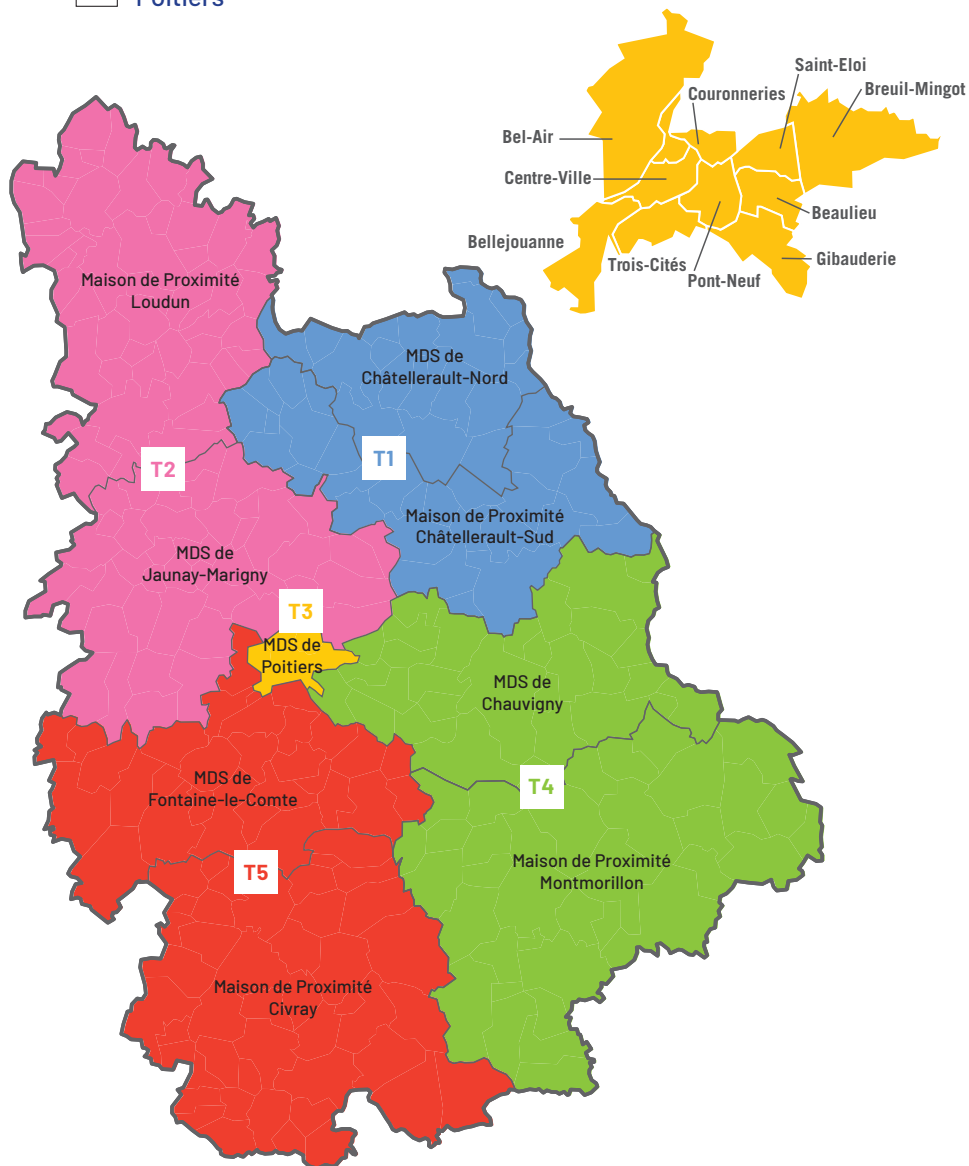 Poitiers
Saint-Eloi
Couronneries
Breuil-Mingot
Bel-Air
Centre-Ville
Beaulieu
Bellejouanne
Trois-Cités
Gibauderie
Pont-Neuf
Maison de Proximité
Loudun
MDS de
Châtellerault-Nord
T2
T1
Maison de Proximité
Châtellerault-Sud
MDS de
Jaunay-Marigny
T3
MDS de
Poitiers
MDS de
Chauvigny
MDS de
Fontaine-le-Comte
T4
T5
Maison de Proximité
Montmorillon
Maison de Proximité
Civray